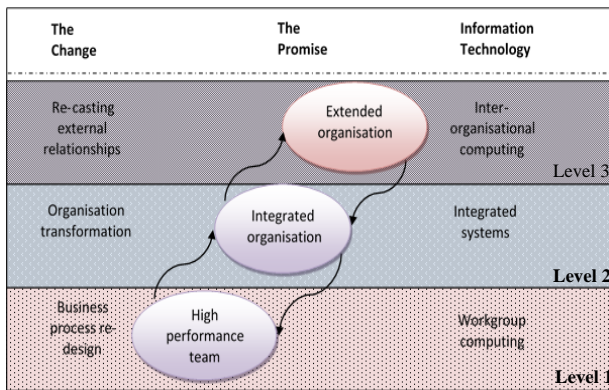 The
Change
The
Promise
Information
Technology
Re-casting
external
relationships
Extended
organisation
Inter-
organisational
computing
Level 3
Organisation
transformation
Integrated
organisation
Integrated
systems
Level 2
Business
process re-
design
High
performance
team
Workgroup
computing
Level 1